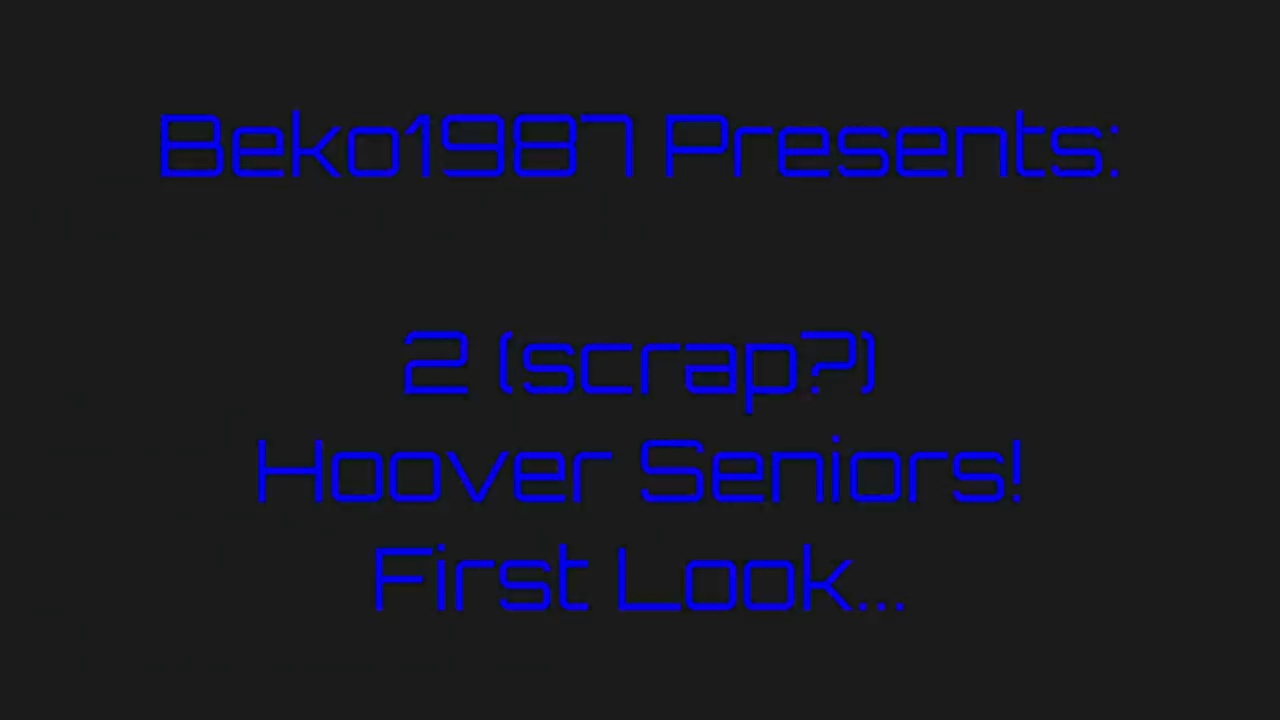 Beko1987 Presents:
2 (scrap?)
Hoover Seniors!
First Look...